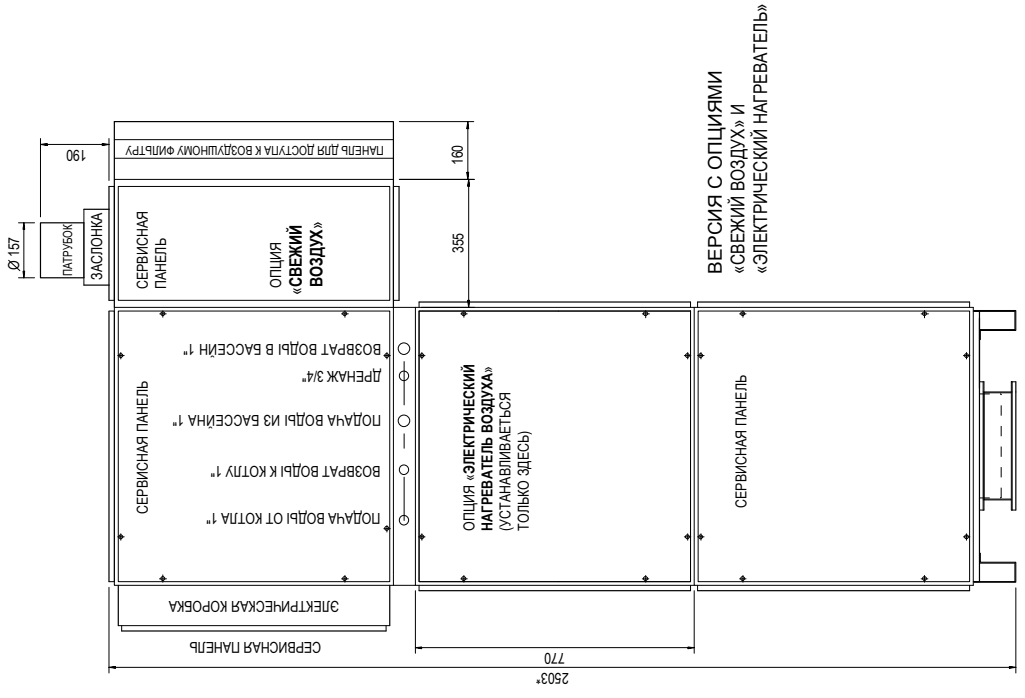 Ø 157
190
ПАТРУБОК
ЗАСЛОНКА
СЕРВИСНАЯ
ПАНЕЛЬ
ОПЦИЯ
«СВЕЖИЙ
ВОЗДУХ»
ПАНЕЛЬ ДЛЯ ДОСТУПА К ВОЗДУШНОМУ ФИЛЬТРУ
355
160
СЕРВИСНАЯ ПАНЕЛЬ
ВОЗВРАТ ВОДЫ В БАССЕЙН 1"
ДРЕНАЖ 3/4"
ПОДАЧА ВОДЫ ИЗ БАССЕЙНА 1"
ВОЗВРАТ ВОДЫ К КОТЛУ 1"
ПОДАЧА ВОДЫ ОТ КОТЛА 1"
ЭЛЕКТРИЧЕСКАЯ КОРОБКА
СЕРВИСНАЯ ПАНЕЛЬ
ОПЦИЯ «ЭЛЕКТРИЧЕСКИЙ
НАГРЕВАТЕЛЬ ВОЗДУХА»
(УСТАНАВЛИВАЕТЬСЯ
ТОЛЬКО ЗДЕСЬ)
СЕРВИСНАЯ ПАНЕЛЬ
770
2503*
ВЕРСИЯ С ОПЦИЯМИ
«СВЕЖИЙ ВОЗДУХ» И
«ЭЛЕКТРИЧЕСКИЙ НАГРЕВАТЕЛЬ»